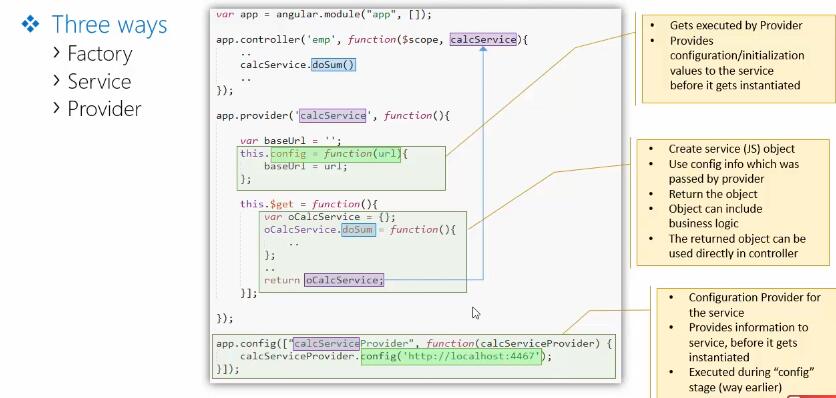 Three ways
Factory
Service
Provider
var app = angular.module("app", []);
app.controller('emp', function($scope, calcService){
..
calcService.doSum()
..
});
app.provider('calcService', function(){
var baseUrl = '';
this.config = function(url){
baseUrl = url;
};
this.$get = function(){
var oCalcService = {};
oCalcService.doSum = function(){
..
};
..
return oCalcService;
}];
});
app.config(["calcServiceProvider", function(calcServiceProvider) {
calcServiceProvider.config('http://localhost:4467');
}]);
Gets executed by Provider
Provides
configuration/initialization
values to the service
before it gets instantiated
Create service (JS) object
Use config info which was
passed by provider
Return the object
Object can include
business logic
The returned object can be
used directly in controller
Configuration Provider for
the service
Provides information to
service, before it gets
instantiated
Executed during “config”
stage (way earlier)